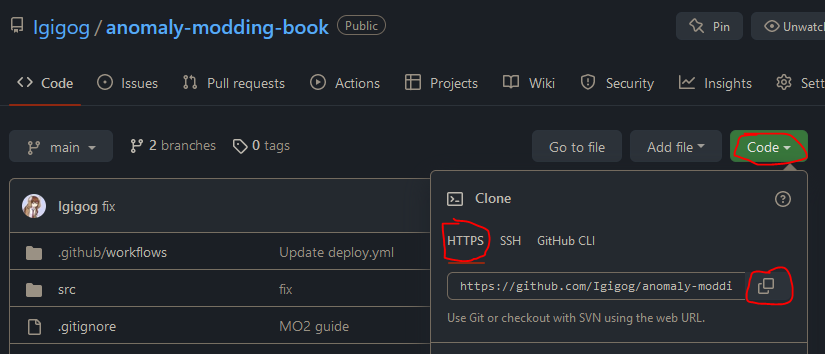 Igigog / anomaly-modding-book Public
Pin Unwatch
Code Issues Pull requests Actions Projects Wiki Security Insights Sett
main 2 branches 0 tags Go to file Add file Code
Igigog fix
Clone
HTTPS SSH GitHub CLI
.github/workflows Update deploy.yml
https://github.com/Igigog/anomaly-moddi
src fix
Use Git or checkout with SVN using the web URL.
.gitignore MO2 guide